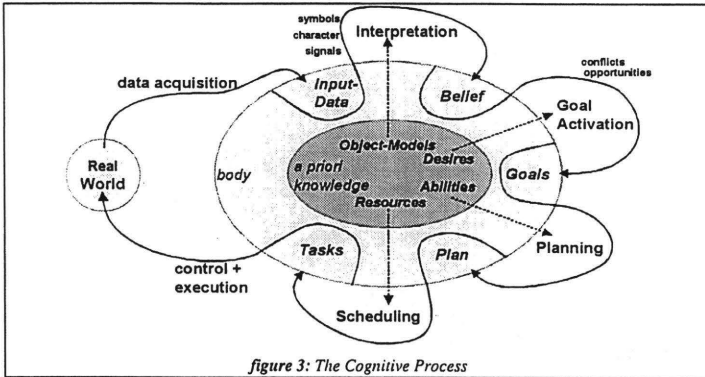 symbols
character
signals
Interpretation
conflicts
opportunities
data acquisition
Input-
Data
Belief
Goal
Activation
Object-Models
Desires
Real
World
body
a priori
knowledge
Abilities
Resources
Goals
Tasks
Plan
Planning
control +
execution
Scheduling
figure 3: The Cognitive Process